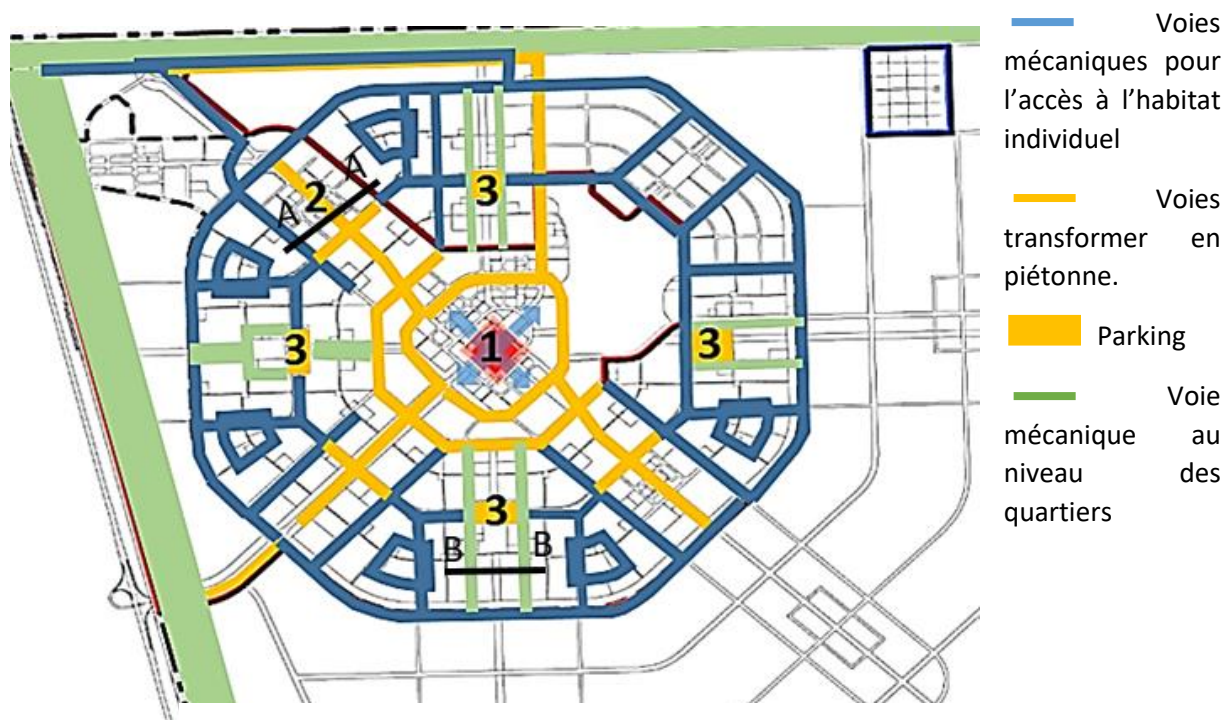 Voies
mécaniques pour
l’accès à l’habitat
individuel
Voies
transformer en
piétonne.
Parking
Voie
mécanique au
niveau des
quartiers
A
2
A
3
3
1
3
3
B
B